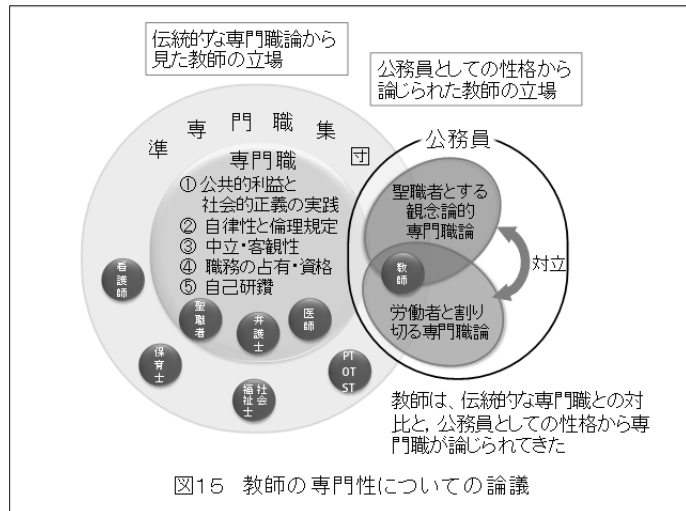 伝統的な専門職論から
見た教師の立場
公務員としての性格から
論じられた教師の立場
準専門職集団
公務員
専門職
① 公共的利益と
社会的正義の実践
② 自律性と倫理規定
③ 中立・客観性
④ 職務の占有・資格
⑤ 自己研鑽
聖職者とする
観念論的
専門職論
教師
対立
労働者と割り
切る専門職論
看護師
聖職者
弁護士
医師
保育士
社会
福祉士
PT
OT
ST
教師は、伝統的な専門職との対
比と，公務員としての性格から専
門職が論じられてきた
図15 教師の専門性についての論議